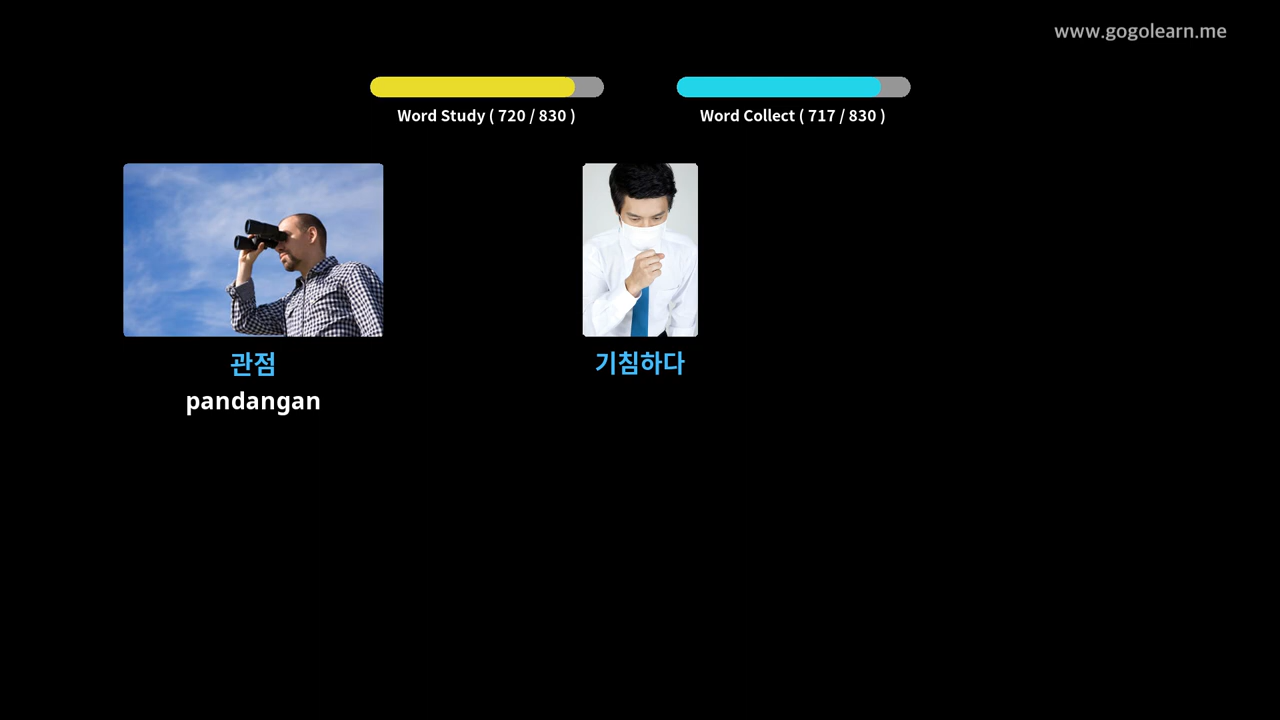 www.gogolearn.me
Word Study ( 720 / 830 )
Word Collect ( 717 / 830 )
관점
pandangan
기침하다